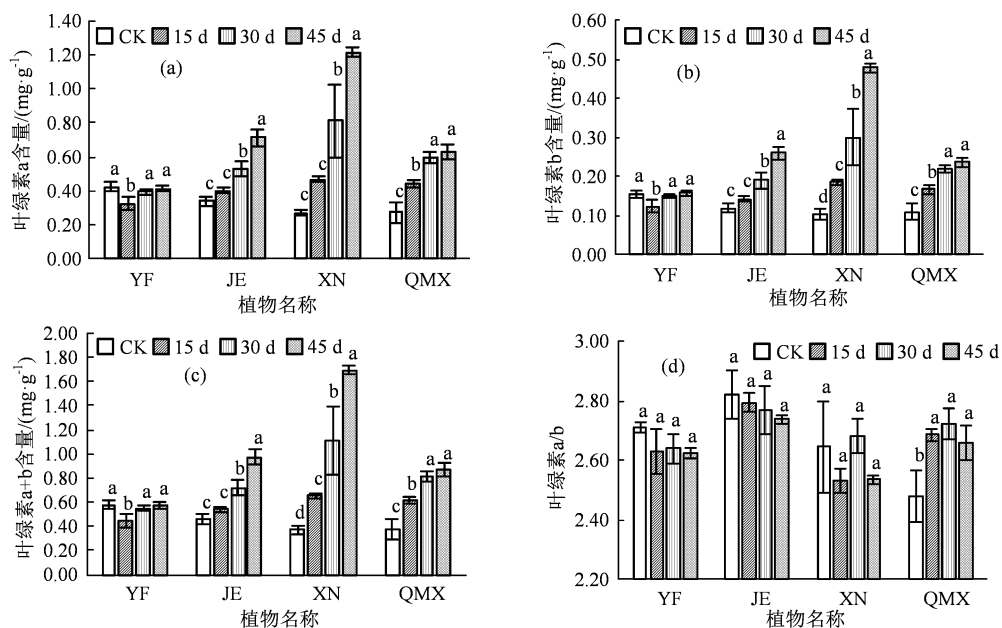 叶绿素a含量/(mg·g⁻¹)
1.40
1.20
1.00
0.80
0.60
0.40
0.20
0.00
CK 15 d 30 d 45 d
(a)
a b a a
c c b a
c c b a
c b a a
YF JE XN QMX
植物名称
叶绿素b含量/(mg·g⁻¹)
0.60
0.50
0.40
0.30
0.20
0.10
0.00
CK 15 d 30 d 45 d
(b)
a b a a
c c b a
d c b a
c b a a
YF JE XN QMX
植物名称
叶绿素a+b含量/(mg·g⁻¹)
2.00
1.80
1.60
1.40
1.20
1.00
0.80
0.60
0.40
0.20
0.00
CK 15 d 30 d 45 d
(c)
a b a a
c c b a
d c b a
c b a a
YF JE XN QMX
植物名称
叶绿素a/b
3.00
2.80
2.60
2.40
2.20
CK 15 d 30 d 45 d
(d)
a a a a
a a a a
a a a a
b a a a
YF JE XN QMX
植物名称